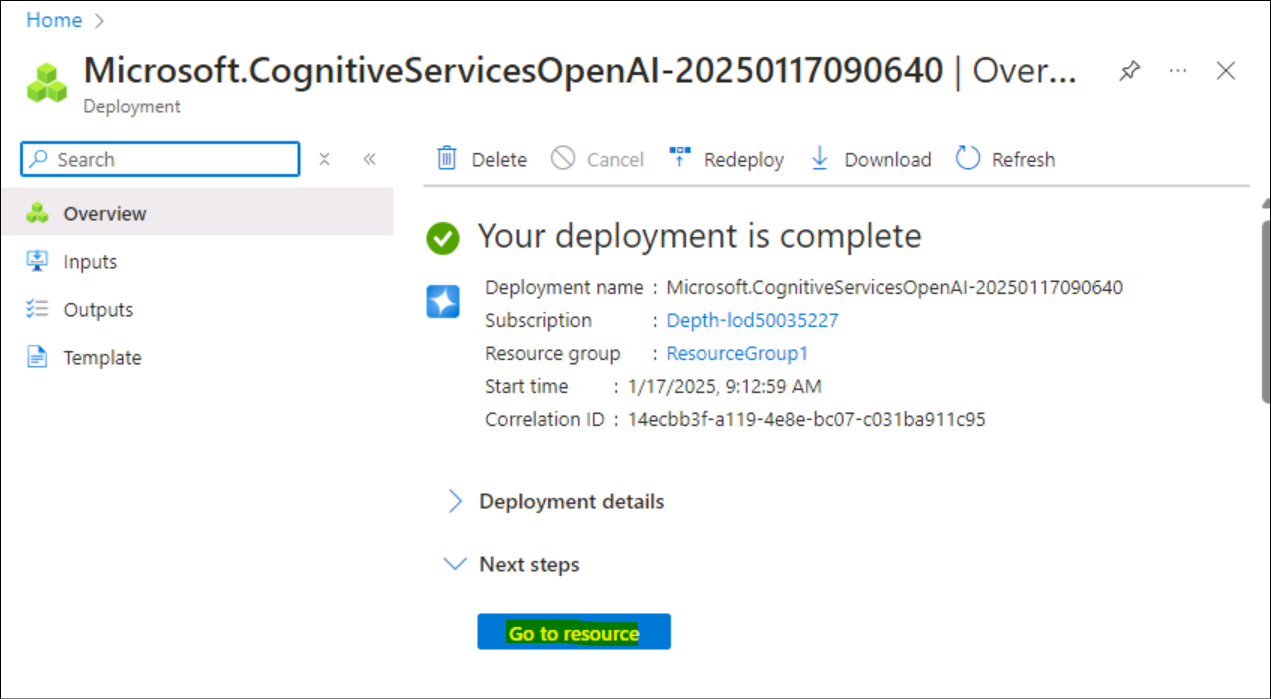 Home
Microsoft.CognitiveServicesOpenAI-20250117090640 | Over...
Deployment
Search
Delete Cancel Redeploy Download Refresh
Overview
Inputs
Outputs
Template
Your deployment is complete
Deployment name : Microsoft.CognitiveServicesOpenAI-20250117090640
Subscription : Depth-lod50035227
Resource group : ResourceGroup1
Start time : 1/17/2025, 9:12:59 AM
Correlation ID : 14ecbb3f-a119-4e8e-bc07-c031ba911c95
Deployment details
Next steps
Go to resource